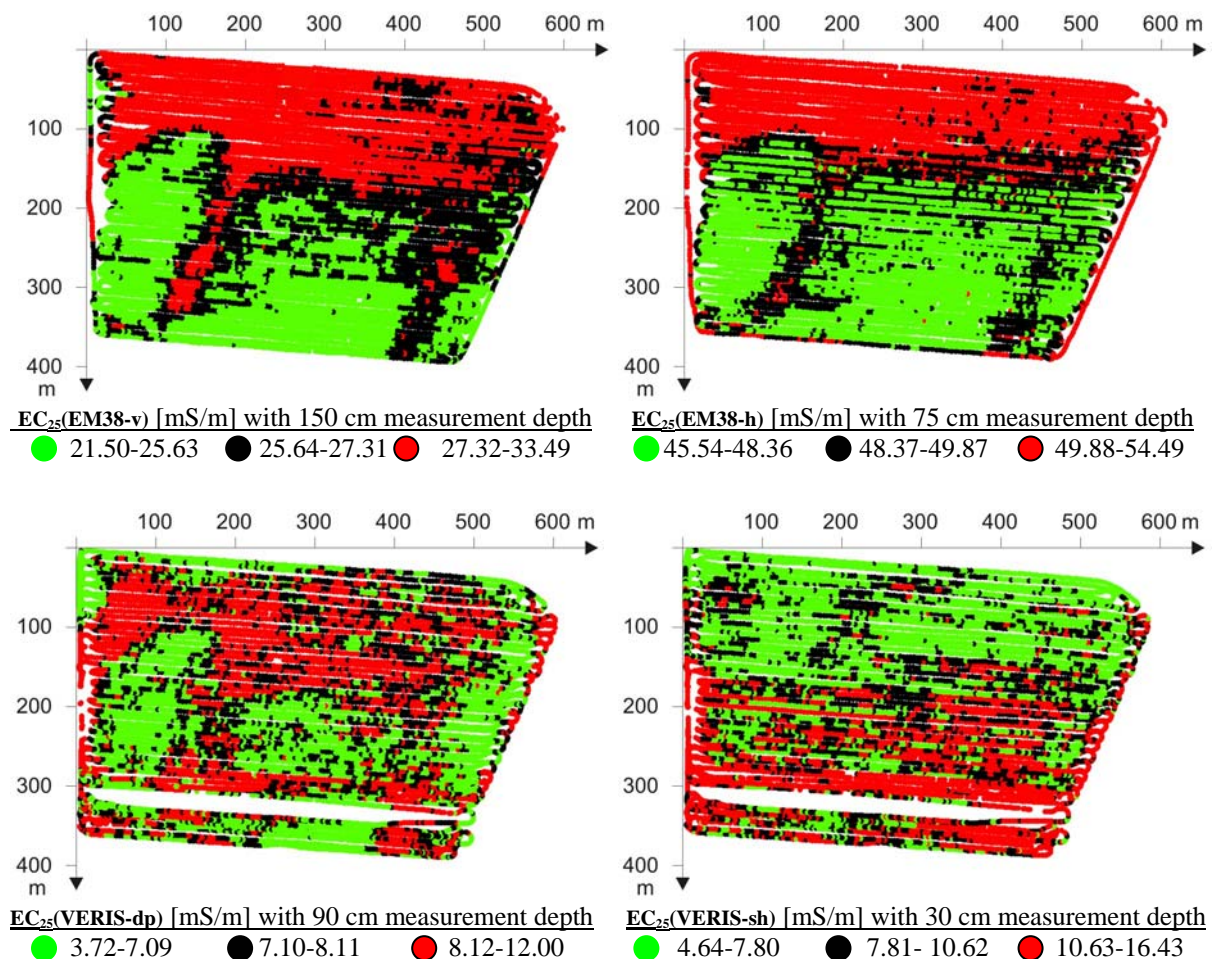 100 200 300 400 500 600 m
100
200
300
400
m
EC25(EM38-v) [mS/m] with 150 cm measurement depth
21.50-25.63 25.64-27.31 27.32-33.49
100 200 300 400 500 600 m
100
200
300
400
m
EC25(EM38-h) [mS/m] with 75 cm measurement depth
45.54-48.36 48.37-49.87 49.88-54.49
100 200 300 400 500 600 m
100
200
300
400
m
EC25(VERIS-dp) [mS/m] with 90 cm measurement depth
3.72-7.09 7.10-8.11 8.12-12.00
100 200 300 400 500 600 m
100
200
300
400
m
EC25(VERIS-sh) [mS/m] with 30 cm measurement depth
4.64-7.80 7.81- 10.62 10.63-16.43